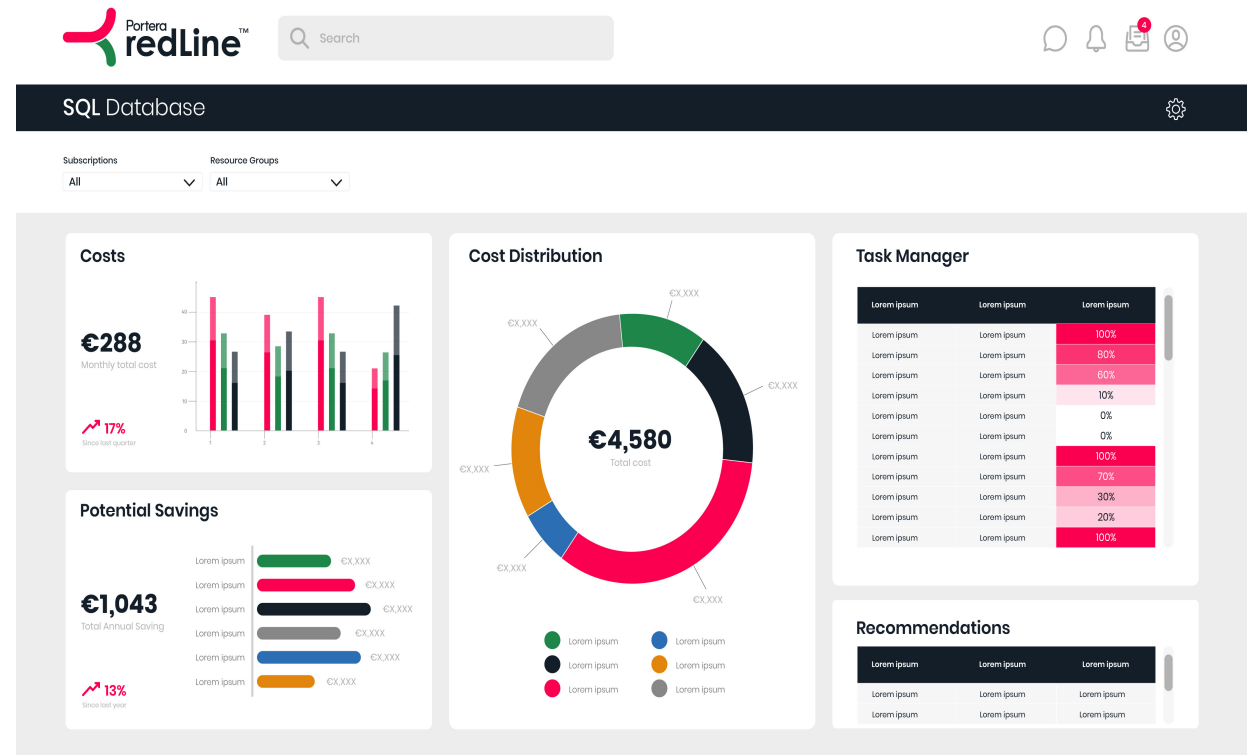 Portera
redLine™
Search
4
SQL Database
Subscriptions
Resource Groups
All
All
Costs
€288
Monthly total cost
17%
Since last quarter
40
30
20
10
0
1
2
3
4
Potential Savings
€1,043
Total Annual Saving
13%
Since last year
Lorem ipsum €X,XXX
Lorem ipsum €X,XXX
Lorem ipsum €X,XXX
Lorem ipsum €X,XXX
Lorem ipsum €X,XXX
Lorem ipsum €X,XXX
Cost Distribution
€X,XXX
€X,XXX
€X,XXX
€4,580
Total cost
€X,XXX
€X,XXX
€X,XXX
Lorem ipsum Lorem ipsum
Lorem ipsum Lorem ipsum
Lorem ipsum Lorem ipsum
Task Manager
Lorem ipsum Lorem ipsum Lorem ipsum
Lorem ipsum Lorem ipsum 100%
Lorem ipsum Lorem ipsum 80%
Lorem ipsum Lorem ipsum 60%
Lorem ipsum Lorem ipsum 10%
Lorem ipsum Lorem ipsum 0%
Lorem ipsum Lorem ipsum 0%
Lorem ipsum Lorem ipsum 100%
Lorem ipsum Lorem ipsum 70%
Lorem ipsum Lorem ipsum 30%
Lorem ipsum Lorem ipsum 20%
Lorem ipsum Lorem ipsum 100%
Recommendations
Lorem ipsum Lorem ipsum Lorem ipsum
Lorem ipsum Lorem ipsum Lorem ipsum
Lorem ipsum Lorem ipsum Lorem ipsum